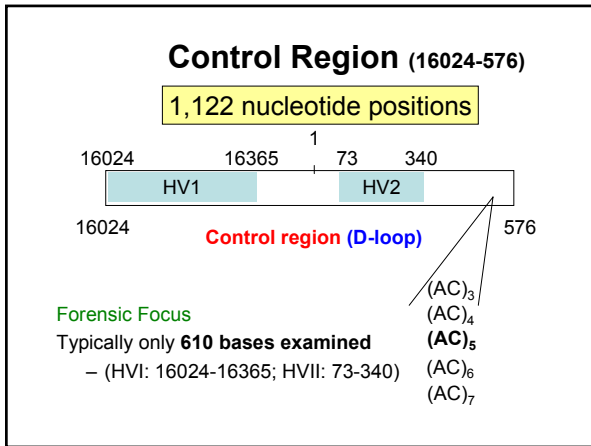 Control Region (16024-576)
1,122 nucleotide positions
1
16024 16365 73 340
HV1 HV2
16024 Control region (D-loop) 576
(AC)3
(AC)4
(AC)5
(AC)6
(AC)7
Forensic Focus
Typically only 610 bases examined
– (HVI: 16024-16365; HVII: 73-340)